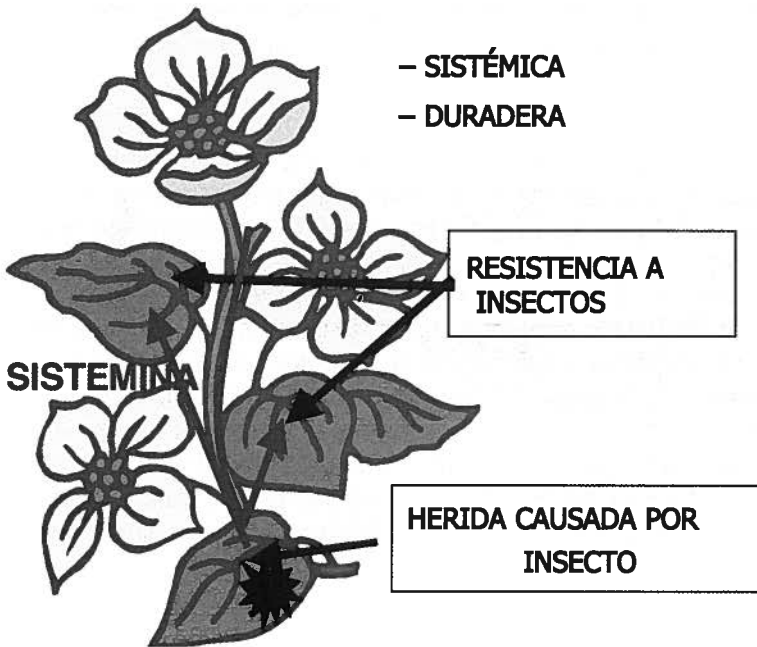 – SISTÉMICA
– DURADERA
RESISTENCIA A
INSECTOS
SISTEMINA
HERIDA CAUSADA POR
INSECTO